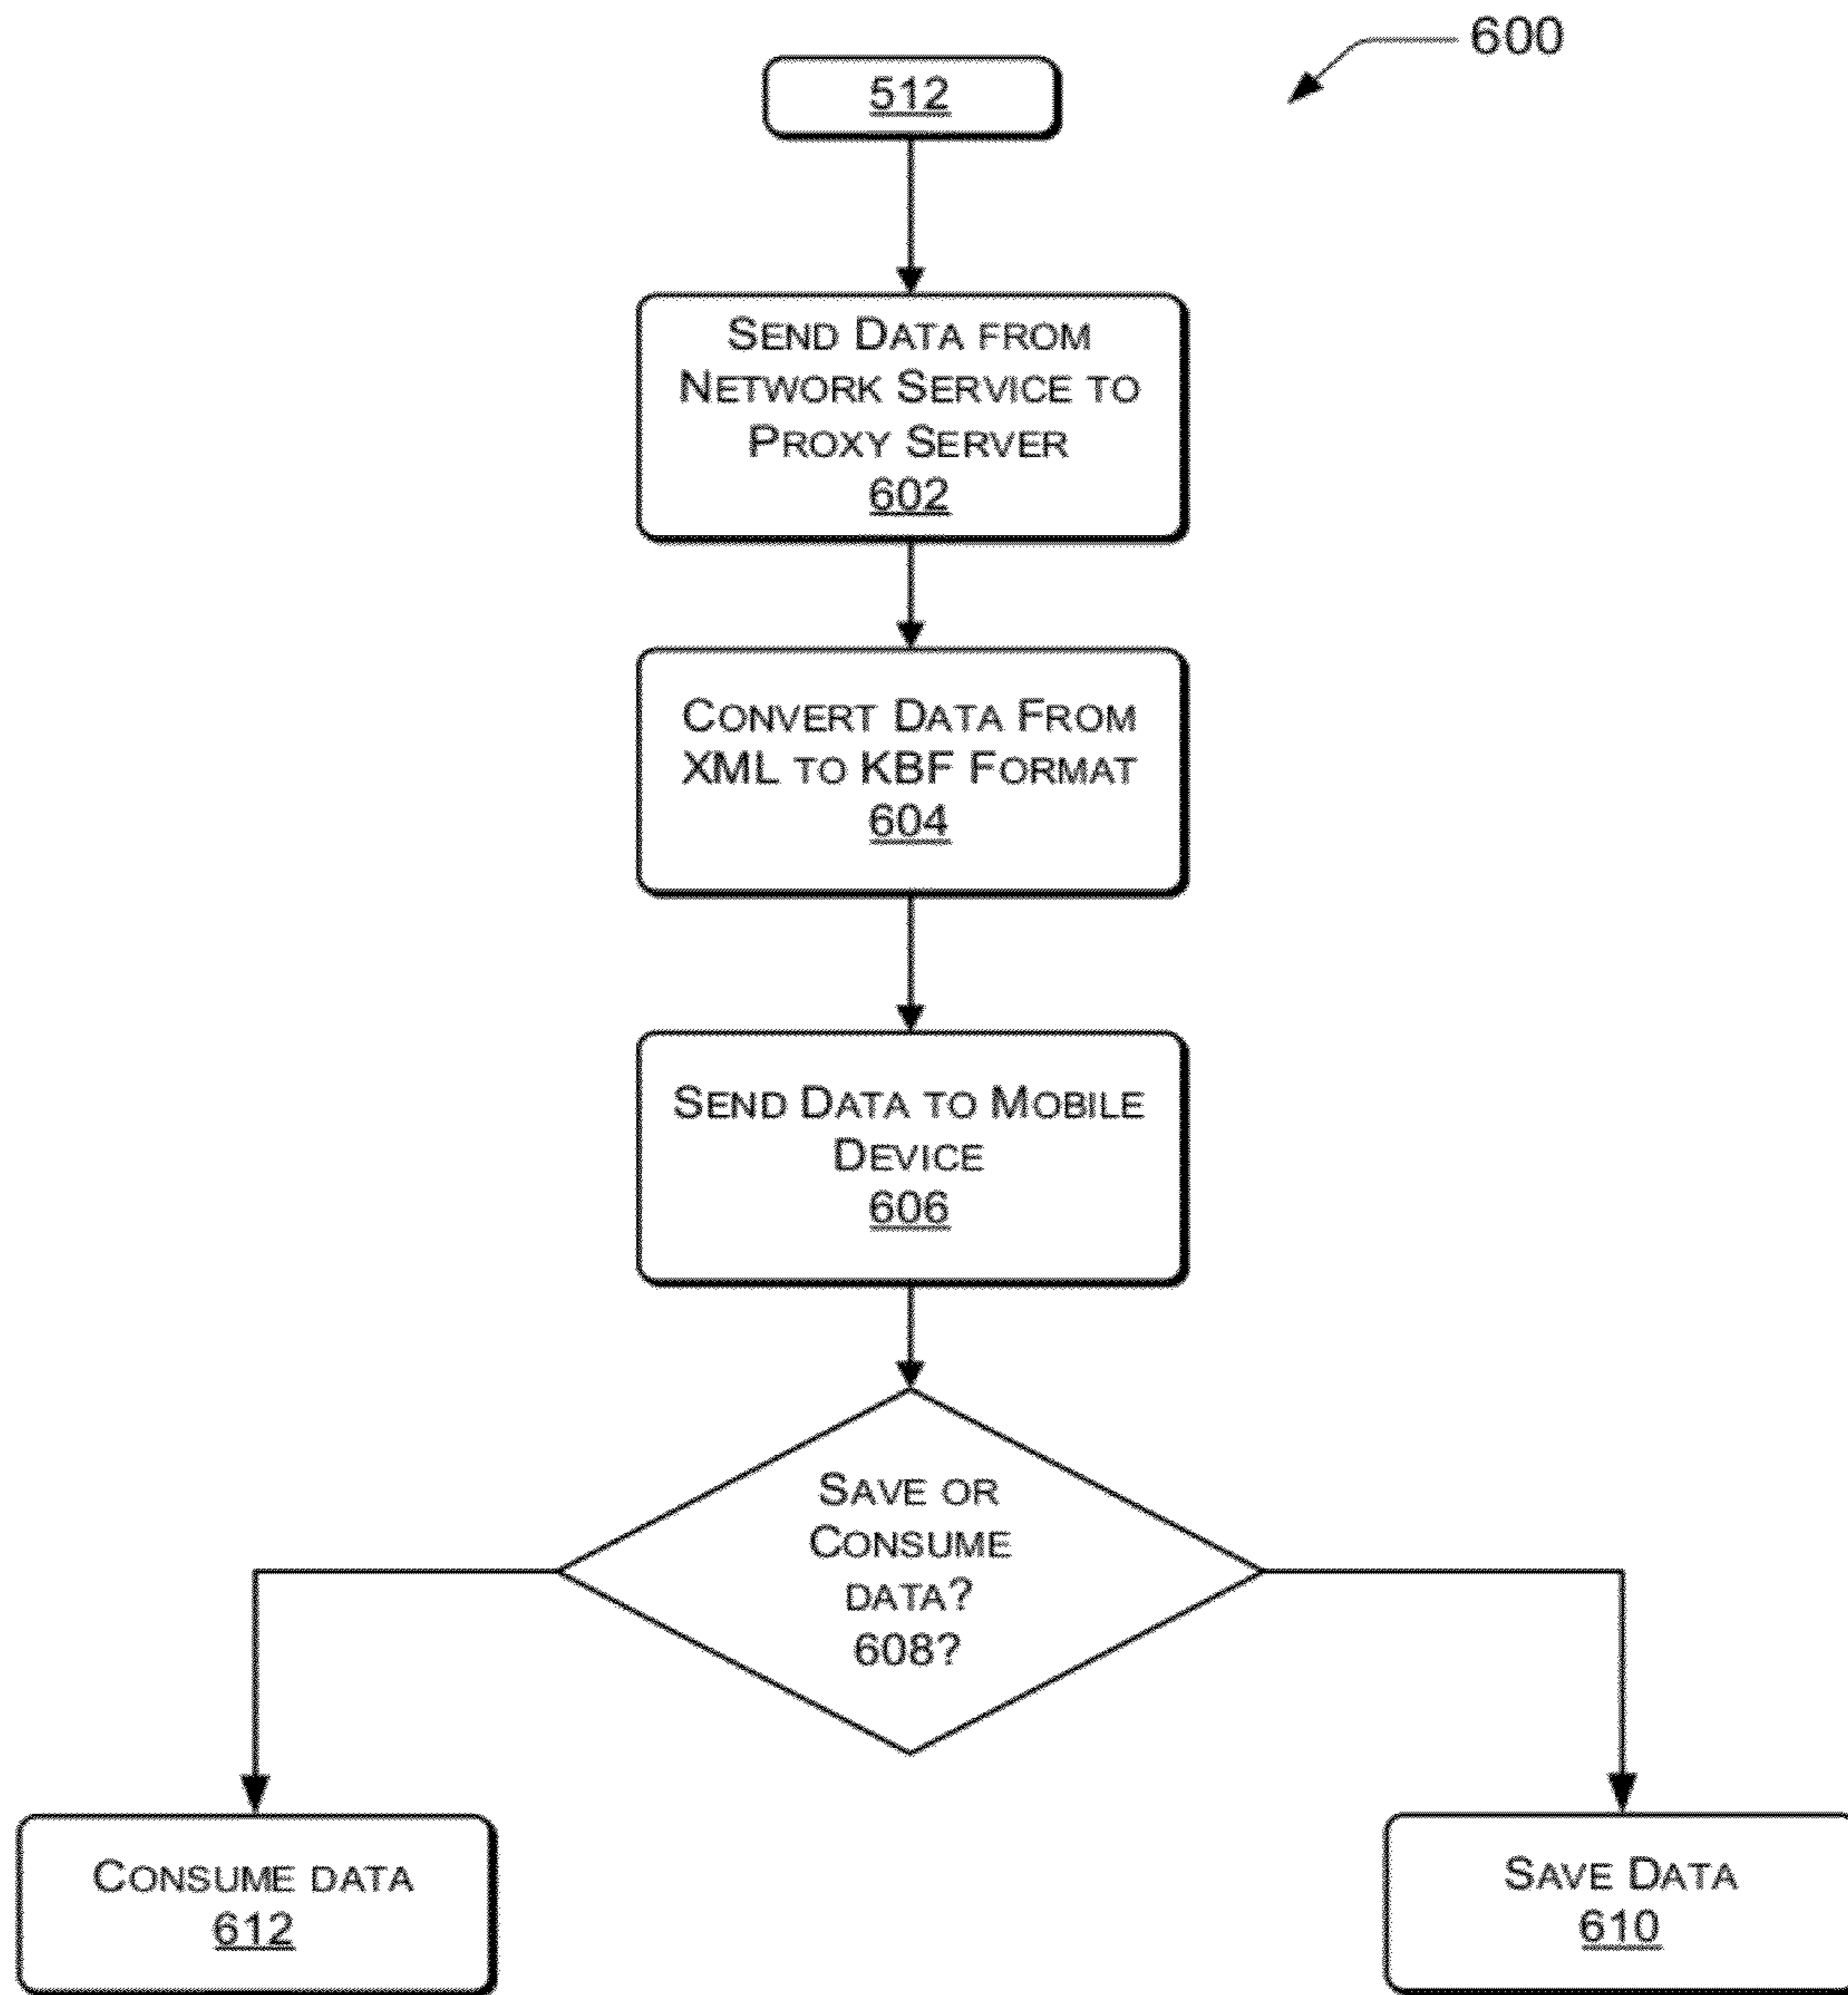 600
512
SEND DATA FROM
NETWORK SERVICE TO
PROXY SERVER
602
CONVERT DATA FROM
XML TO KBF FORMAT
604
SEND DATA TO MOBILE
DEVICE
606
SAVE OR
CONSUME
DATA?
608?
CONSUME DATA
612
SAVE DATA
610